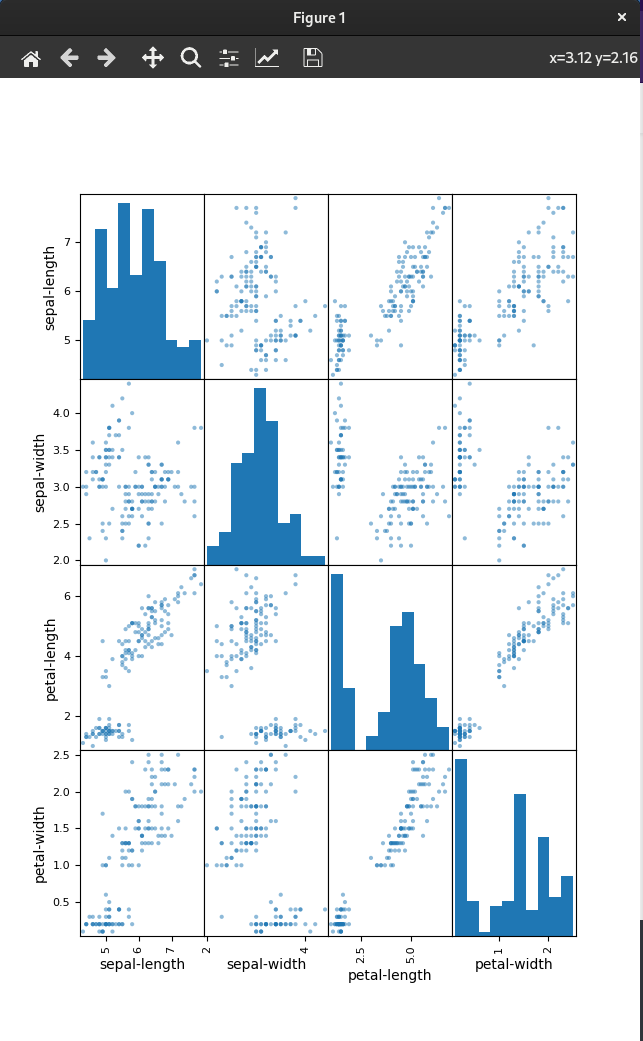 Figure 1
×
x=3.12 y=2.16
sepal-length
7
6
5
sepal-width
4.0
3.5
3.0
2.5
2.0
petal-length
6
4
2
petal-width
2.5
2.0
1.5
1.0
0.5
5 6 7 2 4 2.5 5.0 1 2
sepal-length sepal-width petal-length petal-width